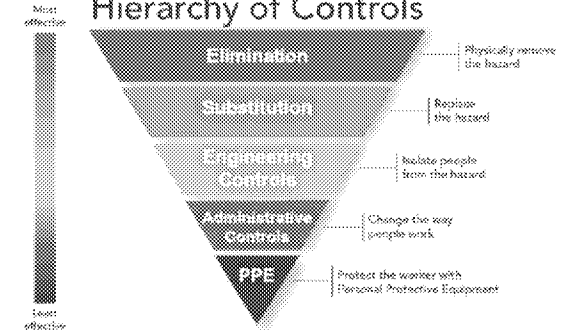 Hierarchy of Controls
Most
effective
Elimination
Physically remove
the hazard
Substitution
Replace
the hazard
Engineering
Controls
Isolate people
from the hazard
Administrative
Controls
Change the way
people work
PPE
Protect the worker with
Personal Protective Equipment
Least
effective